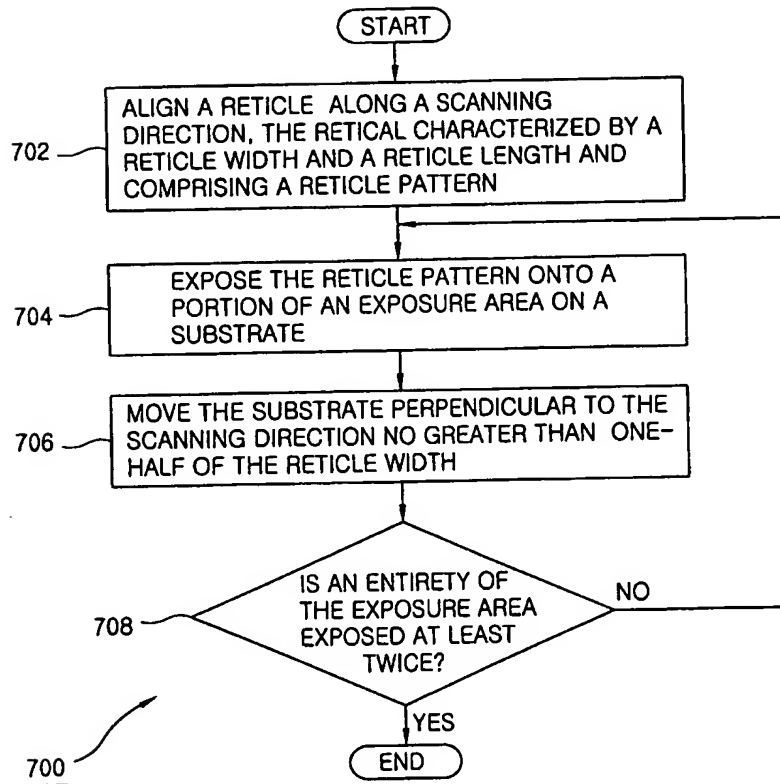 START
ALIGN A RETICLE ALONG A SCANNING
DIRECTION, THE RETICAL CHARACTERIZED BY A
RETICLE WIDTH AND A RETICLE LENGTH AND
COMPRISING A RETICLE PATTERN
702
EXPOSE THE RETICLE PATTERN ONTO A
PORTION OF AN EXPOSURE AREA ON A
SUBSTRATE
704
MOVE THE SUBSTRATE PERPENDICULAR TO THE
SCANNING DIRECTION NO GREATER THAN ONE-
HALF OF THE RETICLE WIDTH
706
IS AN ENTIRETY OF
THE EXPOSURE AREA
EXPOSED AT LEAST
TWICE?
708
NO
YES
700
END